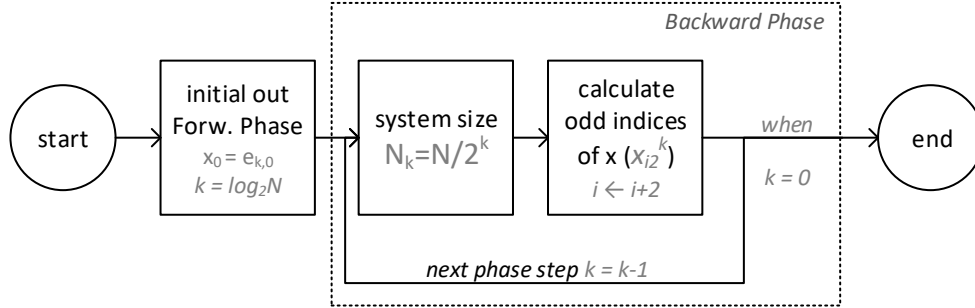 Backward Phase
start
initial out
Forw. Phase
x₀ = eₖ,₀
k = log₂N
system size
Nₖ=N/2ᵏ
calculate
odd indices
of x (xᵢ₂ᵏ)
i ← i+2
when
k = 0
end
next phase step k = k-1